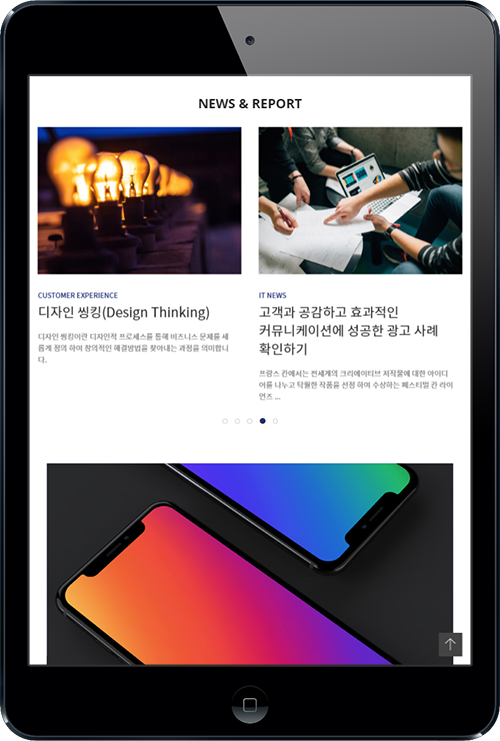 NEWS & REPORT
CUSTOMER EXPERIENCE
디자인 씽킹(Design Thinking)
디자인 씽킹이란 디자인적 프로세스를 통해 비즈니스 문제를 새
롭게 정의 하여 창의적인 해결방법을 찾아내는 과정을 의미합니
다.
IT NEWS
고객과 공감하고 효과적인
커뮤니케이션에 성공한 광고 사례
확인하기
프랑스 칸에서는 전세계의 크리에이티브 저작물에 대한 아이디
어를 나누고 탁월한 작품을 선정 하여 수상하는 페스티벌 칸 라이
언즈 ...